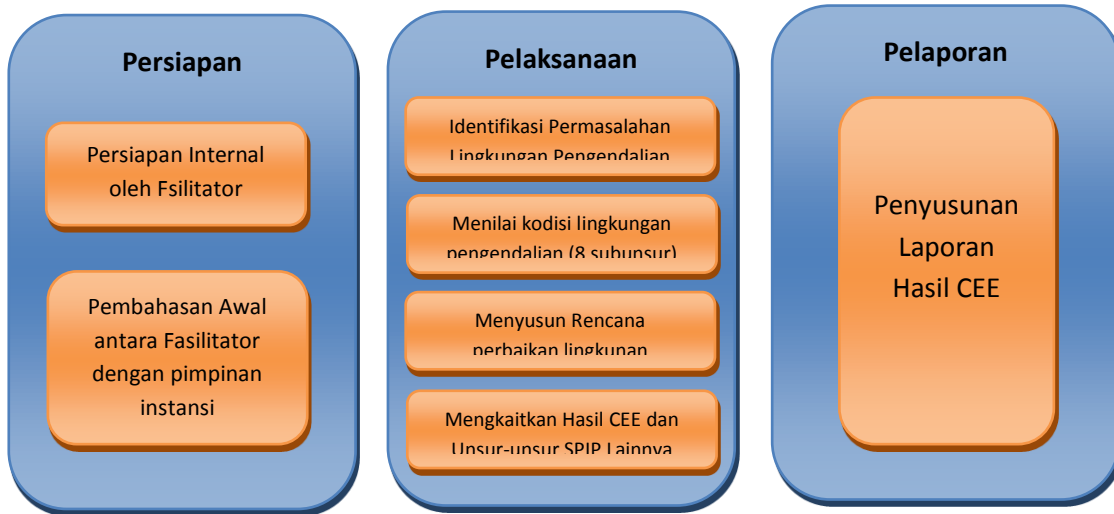 Persiapan
Persiapan Internal
oleh Fsilitator
Pembahasan Awal
antara Fasilitator
dengan pimpinan
instansi
Pelaksanaan
Identifikasi Permasalahan
Lingkungan Pengendalian
Menilai kodisi lingkungan
pengendalian (8 subunsur)
Menyusun Rencana
perbaikan lingkunan
Mengkaitkan Hasil CEE dan
Unsur-unsur SPIP Lainnya
Pelaporan
Penyusunan
Laporan
Hasil CEE